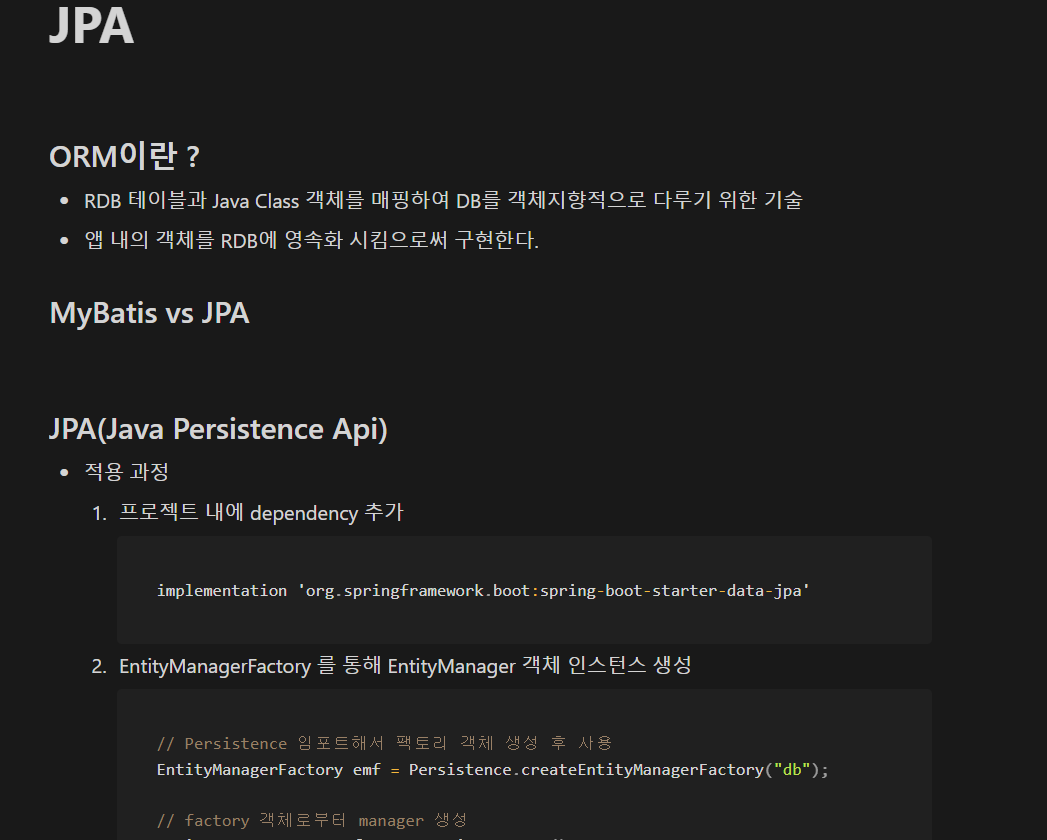 JPA
ORM이란 ?
• RDB 테이블과 Java Class 객체를 매핑하여 DB를 객체지향적으로 다루기 위한 기술
• 앱 내의 객체를 RDB에 영속화 시킴으로써 구현한다.
MyBatis vs JPA
JPA(Java Persistence Api)
• 적용 과정
1. 프로젝트 내에 dependency 추가
implementation 'org.springframework.boot:spring-boot-starter-data-jpa'
2. EntityManagerFactory 를 통해 EntityManager 객체 인스턴스 생성
// Persistence 임포트해서 팩토리 객체 생성 후 사용
EntityManagerFactory emf = Persistence.createEntityManagerFactory("db");
// factory 객체로부터 manager 생성